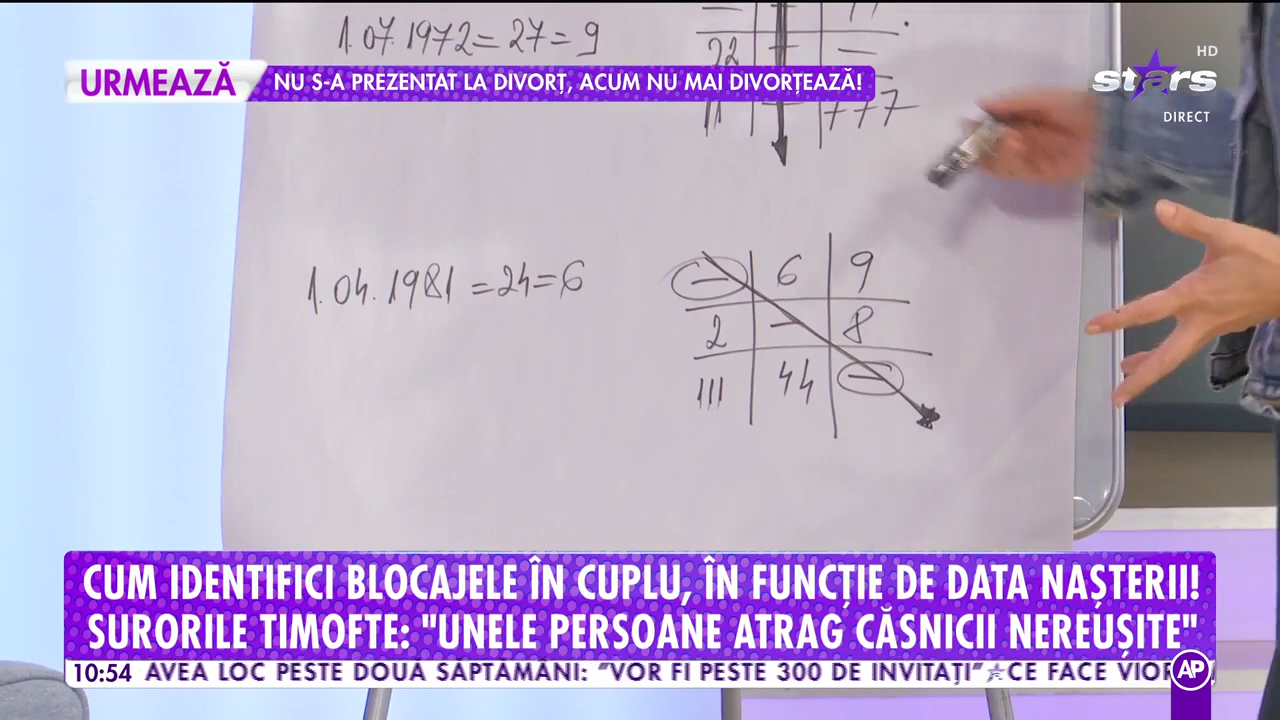 1.07.1972=27=9
22 — —
11 — 777
HD
URMEAZĂ
NU S-A PREZENTAT LA DIVORȚ, ACUM NU MAI DIVORȚEAZĂ!
stars
DIRECT
1.04.1981=24=6
— 6 9
2 — 8
111 44 —
CUM IDENTIFICI BLOCAJELE ÎN CUPLU, ÎN FUNCȚIE DE DATA NAȘTERII!
SURORILE TIMOFTE: "UNELE PERSOANE ATRAG CĂSNICII NEREUȘITE"
10:54 AVEA LOC PESTE DOUĂ SĂPTĂMÂNI: "VOR FI PESTE 300 DE INVITAȚI" ★ CE FACE
AP